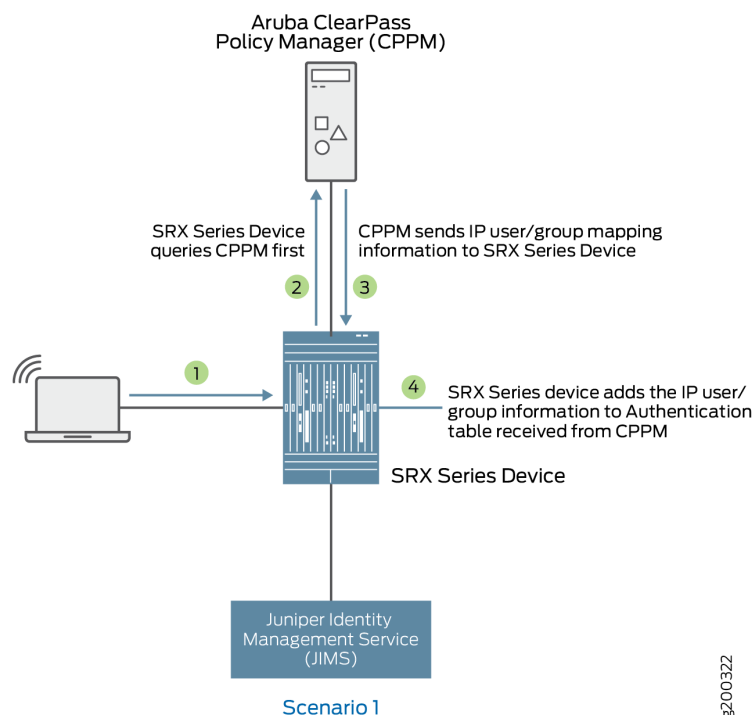 Aruba ClearPass
Policy Manager (CPPM)
SRX Series Device
queries CPPM first
CPPM sends IP user/group mapping
information to SRX Series Device
2
3
1
4
SRX Series device adds the IP user/
group information to Authentication
table received from CPPM
SRX Series Device
Juniper Identity
Management Service
(JIMS)
Scenario 1
g200322